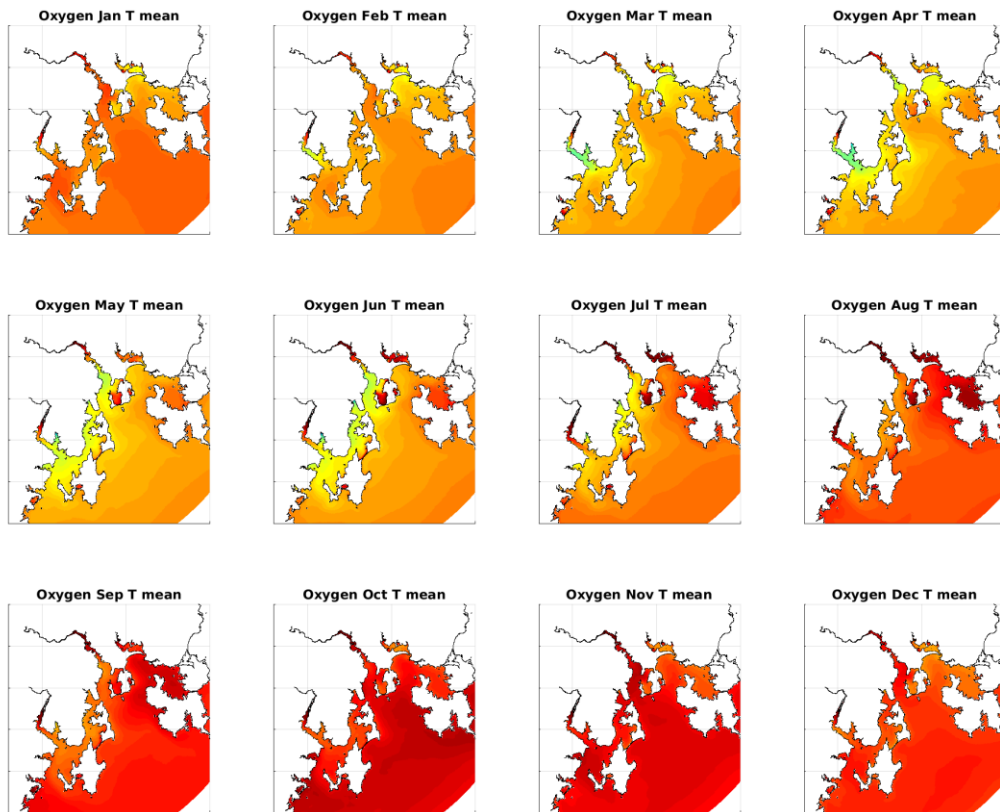 Oxygen Jan T mean
Oxygen Feb T mean
Oxygen Mar T mean
Oxygen Apr T mean
Oxygen May T mean
Oxygen Jun T mean
Oxygen Jul T mean
Oxygen Aug T mean
Oxygen Sep T mean
Oxygen Oct T mean
Oxygen Nov T mean
Oxygen Dec T mean